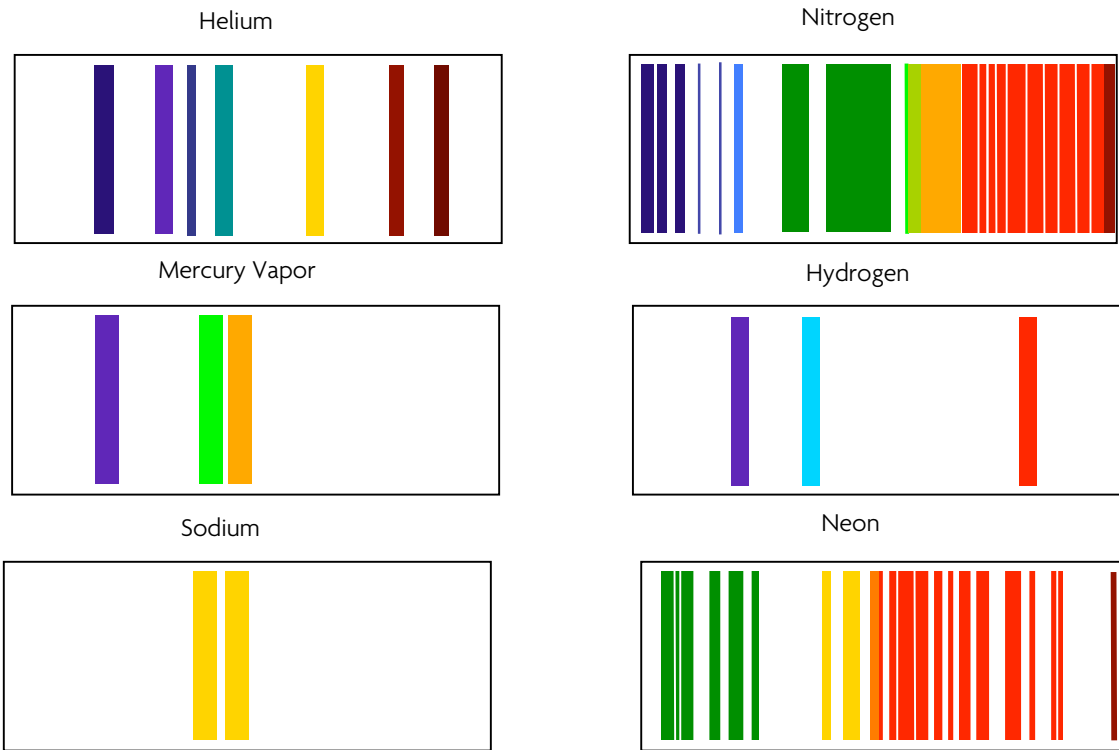 Helium
Nitrogen
Mercury Vapor
Hydrogen
Sodium
Neon